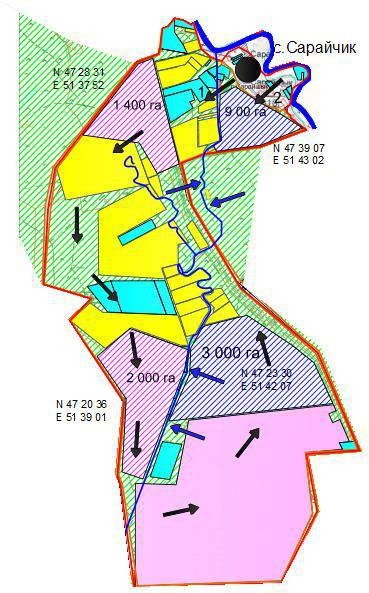 с. Сарайчик
N 47 28 31
E 51 37 52
1 400 га
1
9 00 га
2
N 47 39 07
E 51 43 02
3 000 га
N 47 23 30
E 51 42 07
2 000 га
N 47 20 36
E 51 39 01